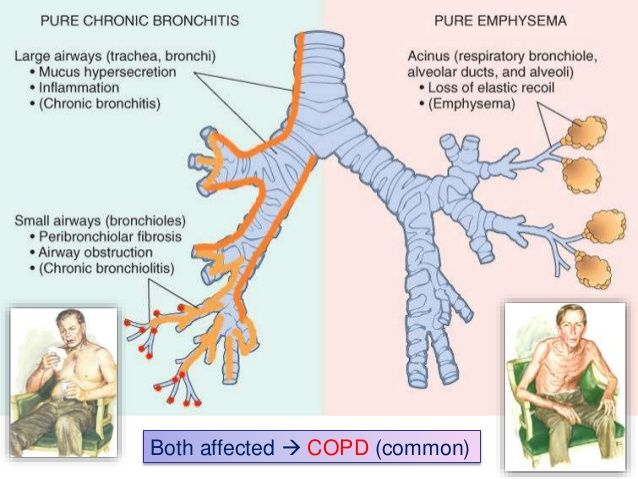 PURE CHRONIC BRONCHITIS
Large airways (trachea, bronchi)
• Mucus hypersecretion
• Inflammation
• (Chronic bronchitis)
Small airways (bronchioles)
• Peribronchiolar fibrosis
• Airway obstruction
• (Chronic bronchiolitis)
PURE EMPHYSEMA
Acinus (respiratory bronchiole,
alveolar ducts, and alveoli)
• Loss of elastic recoil
• (Emphysema)
Both affected → COPD (common)